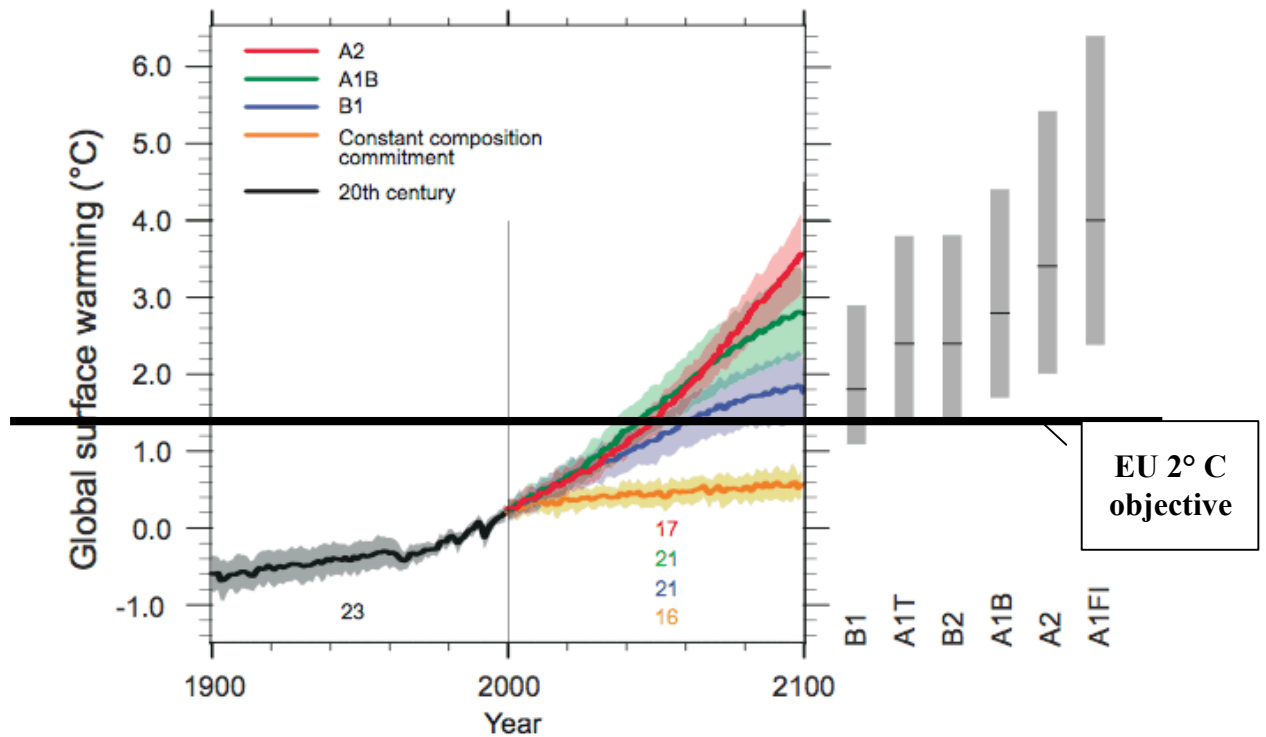 Global surface warming (°C)
6.0
5.0
4.0
3.0
2.0
1.0
0.0
-1.0
A2
A1B
B1
Constant composition
commitment
20th century
23
17
21
21
16
1900
2000
2100
Year
B1
A1T
B2
A1B
A2
A1FI
EU 2° C
objective